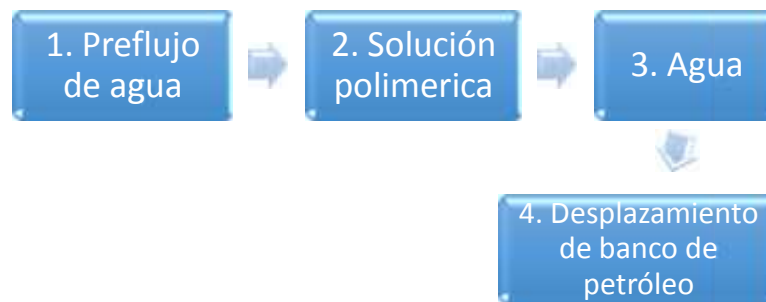 1. Preflujo
de agua
2. Solución
polimerica
3. Agua
4. Desplazamiento
de banco de
petróleo